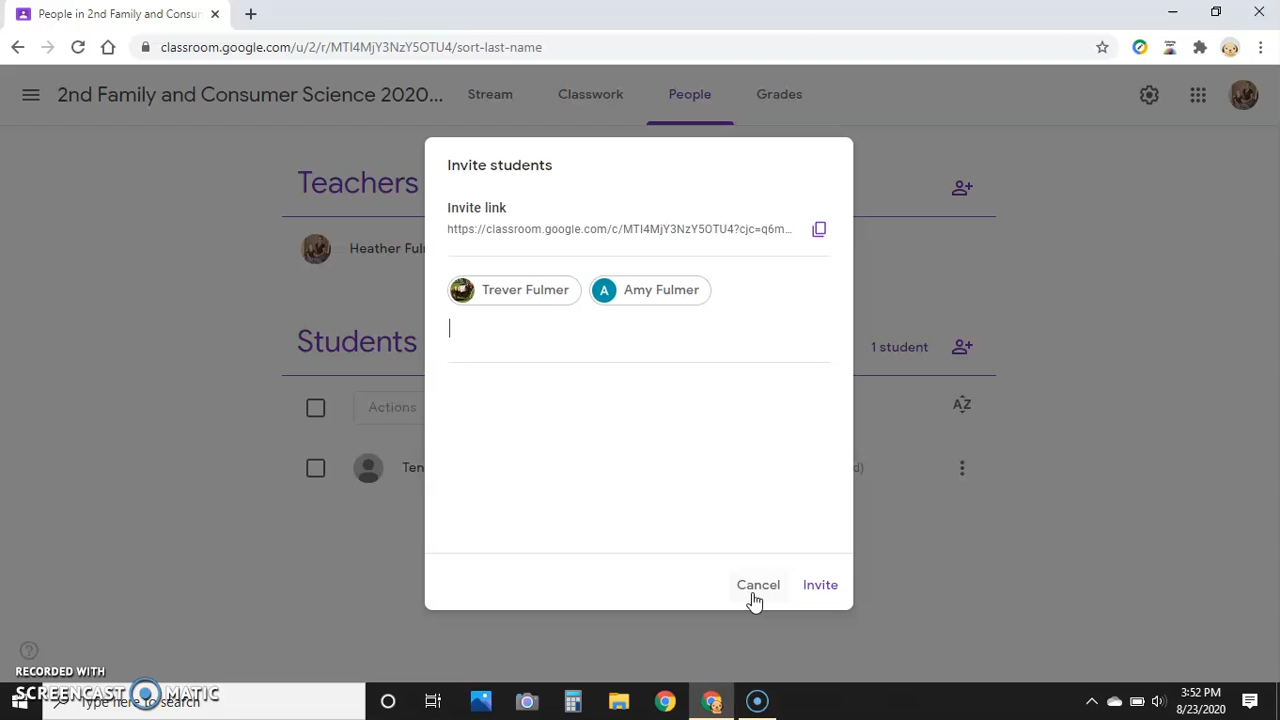 People in 2nd Family and Consur
classroom.google.com/u/2/r/MTI4MjY3NzY5OTU4/sort-last-name
2nd Family and Consumer Science 2020...
Stream
Classwork
People
Grades
Invite students
Teachers
Invite link
https://classroom.google.com/c/MTI4MjY3NzY5OTU4?cjc=q6m...
Heather Ful
Trever Fulmer
A
Amy Fulmer
Students
1 student
Actions
AZ
Ten
d)
Cancel
Invite
RECORDED WITH
SCREENCAST MATIC
Type here to search
3:52 PM
8/23/2020